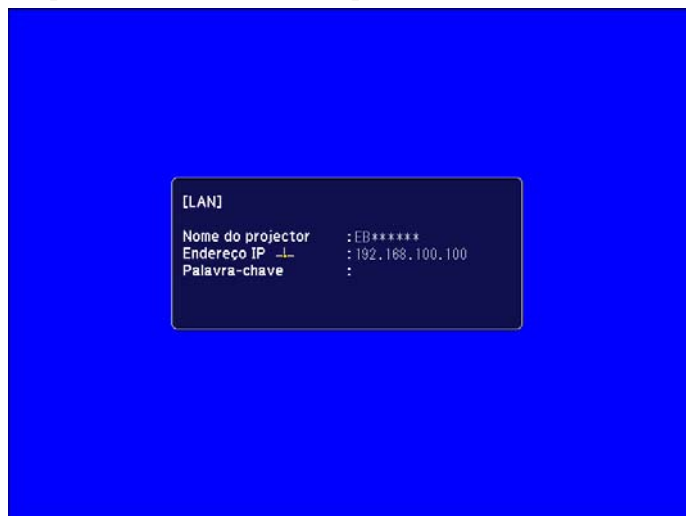 [LAN]
Nome do projector :EB******
Endereço IP :192.168.100.100
Palavra-chave :